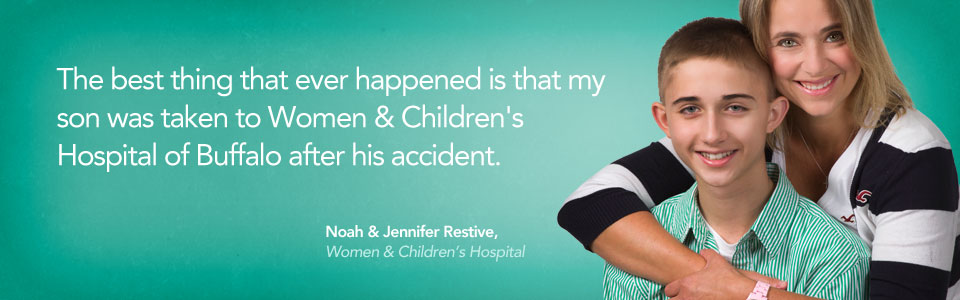 The best thing that ever happened is that my
son was taken to Women & Children's
Hospital of Buffalo after his accident.
Noah & Jennifer Restive,
Women & Children's Hospital